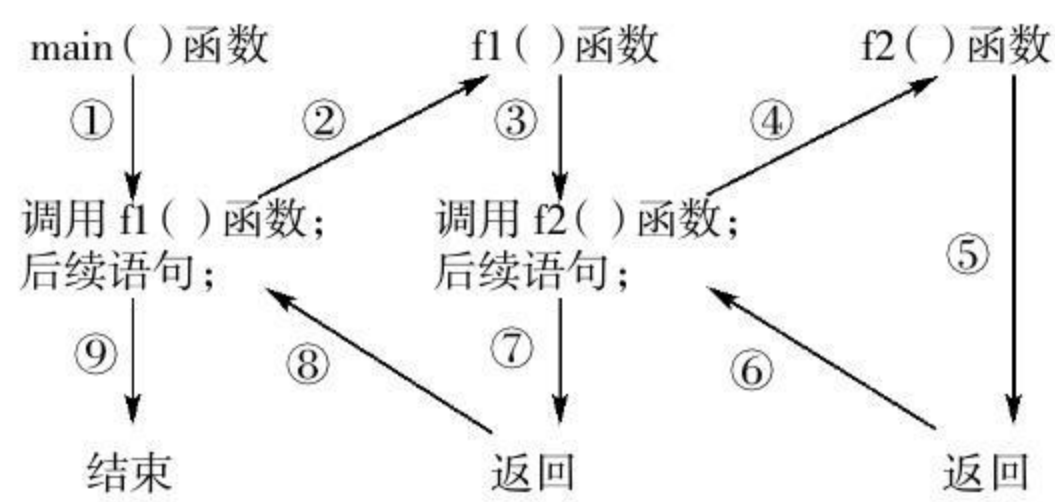 main( )函数 f1( )函数 f2( )函数
① ② ③ ④
调用 f1( )函数; 调用 f2( )函数;
后续语句; 后续语句; ⑤
⑨ ⑧ ⑦ ⑥
结束 返回 返回